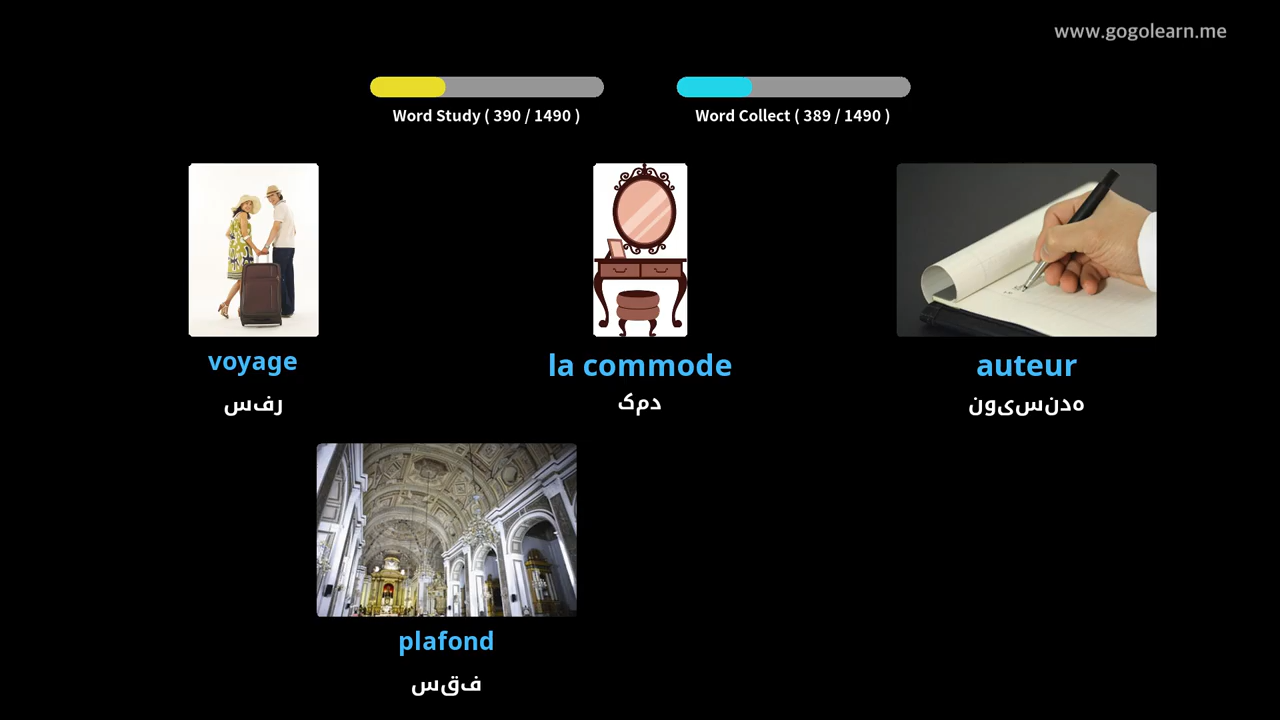 www.gogolearn.me
Word Study ( 390 / 1490 )
Word Collect ( 389 / 1490 )
voyage
رفس
la commode
دمک
auteur
هدنسیون
plafond
فقس